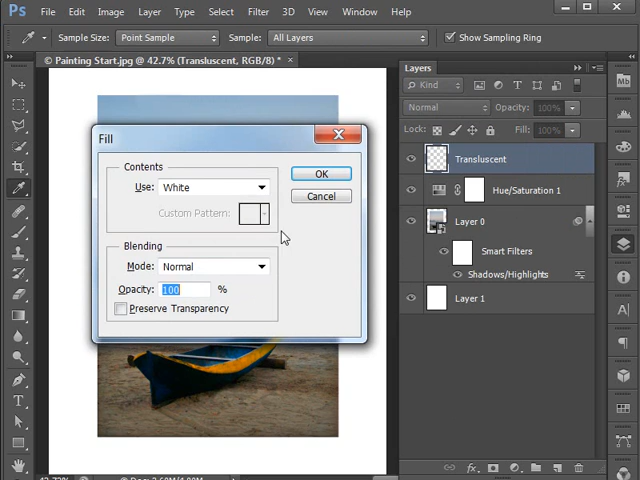 Ps File Edit Image Layer Type Select Filter 3D View Window Help
Sample Size: Point Sample Sample: All Layers Show Sampling Ring
© Painting Start.jpg @ 42.7% (Transluscent, RGB/8) * ×
Layers
Kind
Normal Opacity: 100%
Lock: Fill: 100%
Transluscent
Hue/Saturation 1
Layer 0
Smart Filters
Shadows/Highlights
Layer 1
Fill
Contents
Use: White
Custom Pattern:
OK
Cancel
Blending
Mode: Normal
Opacity: 100 %
Preserve Transparency
Mb
fx